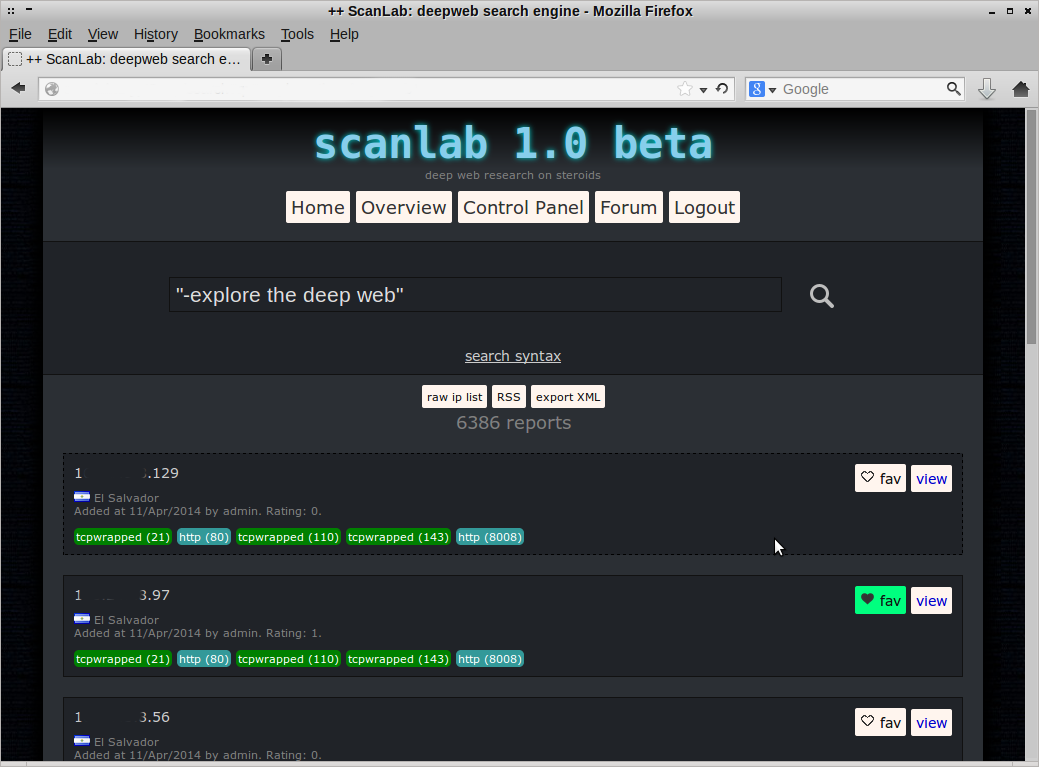 ++ ScanLab: deepweb search engine - Mozilla Firefox
File Edit View History Bookmarks Tools Help
++ ScanLab: deepweb search e...
8 Google
scanlab 1.0 beta
deep web research on steroids
Home Overview Control Panel Forum Logout
"-explore the deep web"
search syntax
raw ip list RSS export XML
6386 reports
1 .129 fav view
El Salvador
Added at 11/Apr/2014 by admin. Rating: 0.
tcpwrapped (21) http (80) tcpwrapped (110) tcpwrapped (143) http (8008)
1 3.97 fav view
El Salvador
Added at 11/Apr/2014 by admin. Rating: 1.
tcpwrapped (21) http (80) tcpwrapped (110) tcpwrapped (143) http (8008)
1 3.56 fav view
El Salvador
Added at 11/Apr/2014 by admin. Rating: 0.